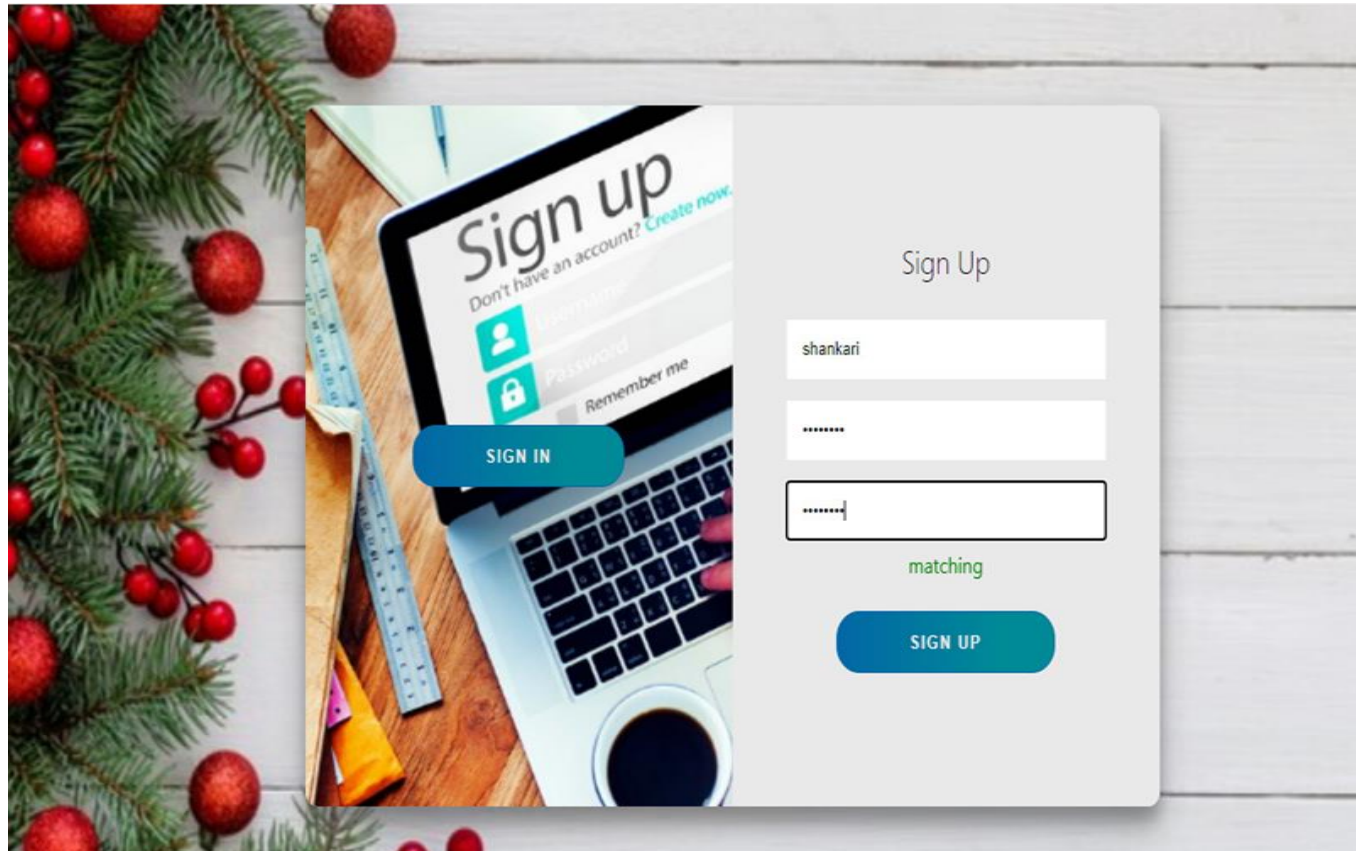 Sign up
Don't have an account? Create now.
Username
Password
Remember me
SIGN IN
Sign Up
shankari
••••••••
••••••••
matching
SIGN UP